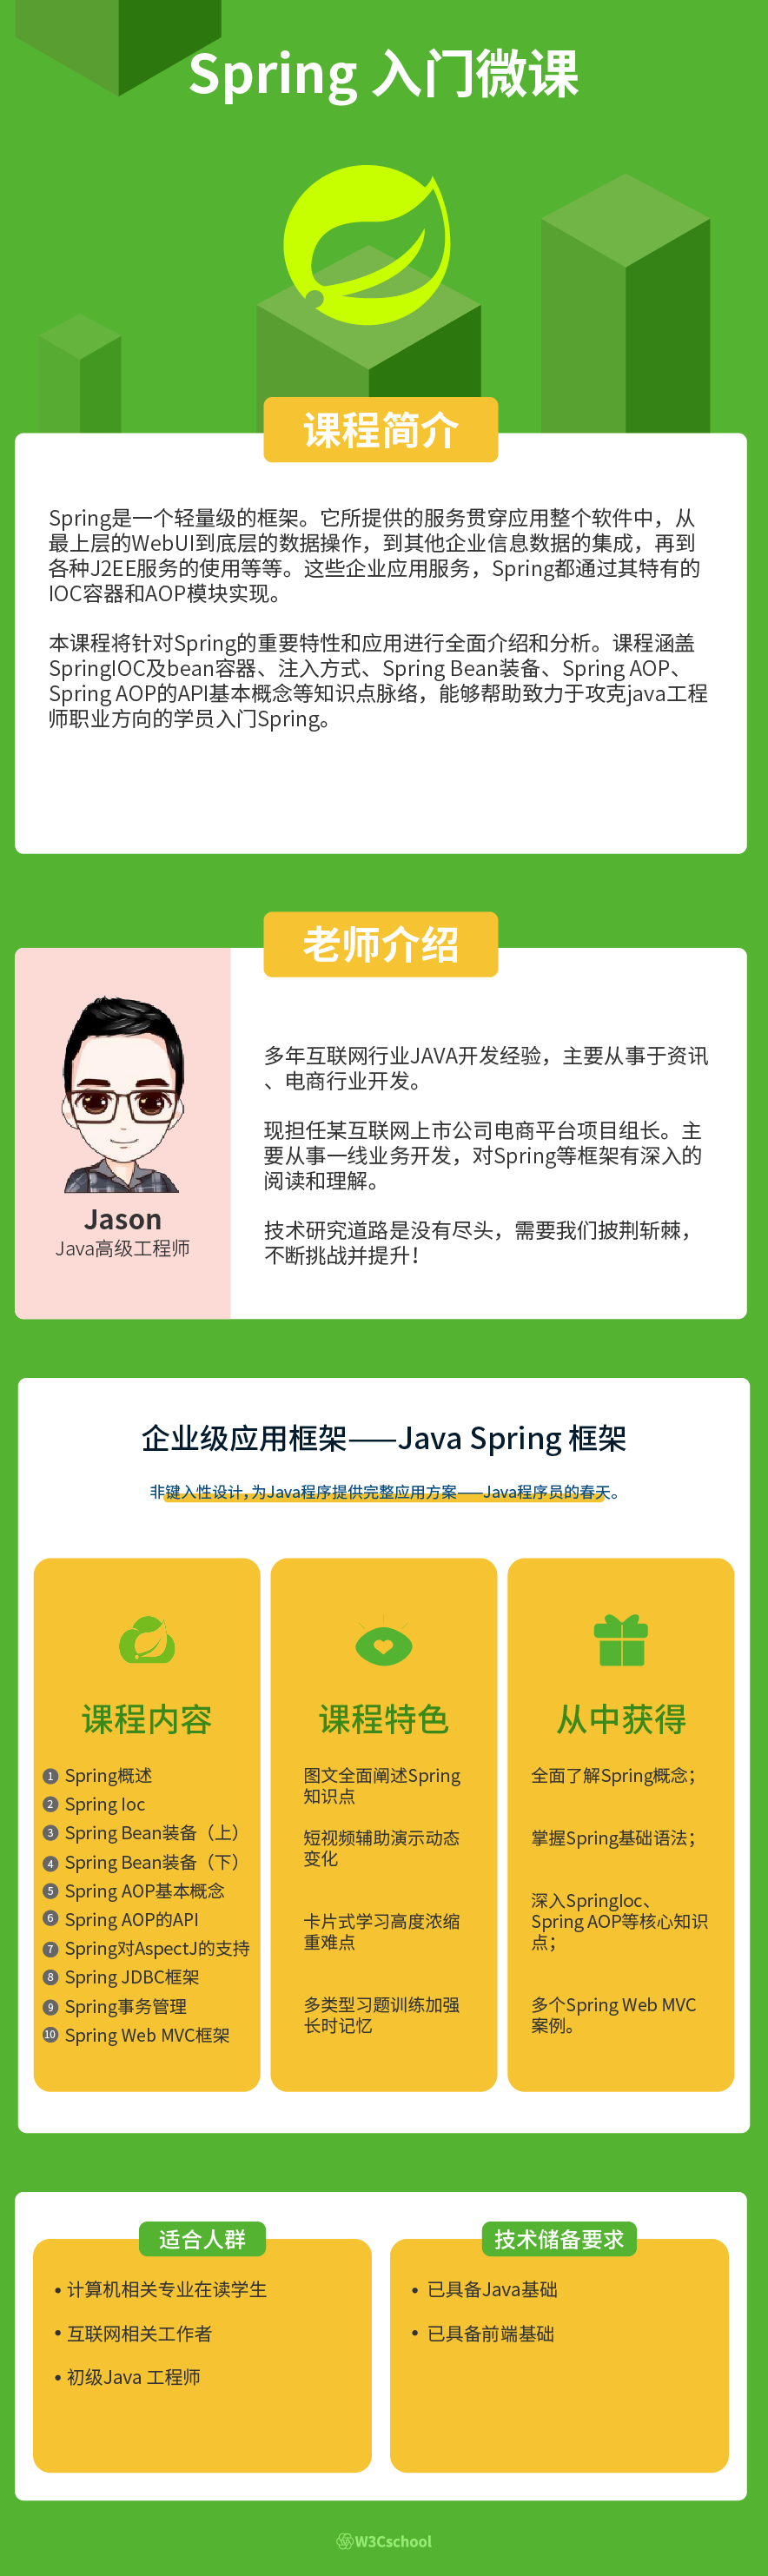 Spring 入门微课
课程简介
Spring是一个轻量级的框架。它所提供的服务贯穿应用整个软件中，从
最上层的WebUI到底层的数据操作，到其他企业信息数据的集成，再到
各种J2EE服务的使用等等。这些企业应用服务，Spring都通过其特有的
IOC容器和AOP模块实现。
本课程将针对Spring的重要特性和应用进行全面介绍和分析。课程涵盖
SpringIOC及bean容器、注入方式、Spring Bean装备、Spring AOP、
Spring AOP的API基本概念等知识点脉络，能够帮助致力于攻克java工程
师职业方向的学员入门Spring。
老师介绍
Jason
Java高级工程师
多年互联网行业JAVA开发经验，主要从事于资讯
、电商行业开发。
现担任某互联网上市公司电商平台项目组长。主
要从事一线业务开发，对Spring等框架有深入的
阅读和理解。
技术研究道路是没有尽头，需要我们披荆斩棘，
不断挑战并提升！
企业级应用框架——Java Spring 框架
非键入性设计，为Java程序提供完整应用方案——Java程序员的春天。
课程内容
1 Spring概述
2 Spring Ioc
3 Spring Bean装备（上）
4 Spring Bean装备（下）
5 Spring AOP基本概念
6 Spring AOP的API
7 Spring对AspectJ的支持
8 Spring JDBC框架
9 Spring事务管理
10 Spring Web MVC框架
课程特色
图文全面阐述Spring
知识点
短视频辅助演示动态
变化
卡片式学习高度浓缩
重难点
多类型习题训练加强
长时记忆
从中获得
全面了解Spring概念；
掌握Spring基础语法；
深入SpringIoc、
Spring AOP等核心知识
点；
多个Spring Web MVC
案例。
适合人群
• 计算机相关专业在读学生
• 互联网相关工作者
• 初级Java 工程师
技术储备要求
• 已具备Java基础
• 已具备前端基础
W3Cschool